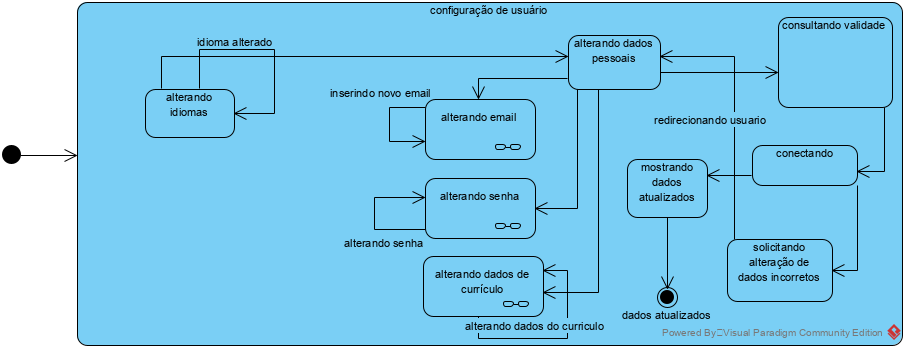 configuração de usuário
consultando validade
idioma alterado
alterando dados
pessoais
alterando
idiomas
inserindo novo email
alterando email
redirecionando usuario
conectando
mostrando
dados
atualizados
alterando senha
alterando senha
solicitando
alteração de
dados incorretos
alterando dados de
currículo
dados atualizados
alterando dados do curriculo
Powered By Visual Paradigm Community Edition